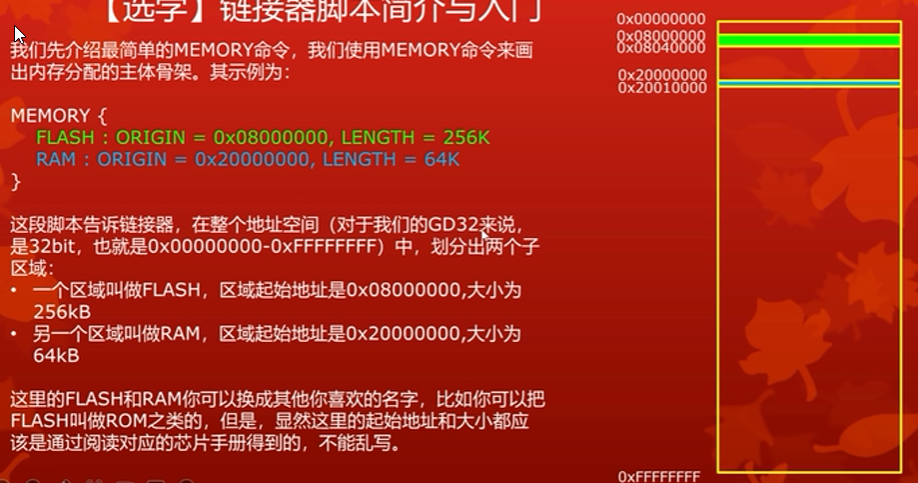 【选学】链接器脚本简介与入门
我们先介绍最简单的MEMORY命令，我们使用MEMORY命令来画
出内存分配的主体骨架。其示例为：
MEMORY {
FLASH : ORIGIN = 0x08000000, LENGTH = 256K
RAM : ORIGIN = 0x20000000, LENGTH = 64K
}
这段脚本告诉链接器，在整个地址空间（对于我们的GD32来说，
是32bit，也就是0x00000000-0xFFFFFFFF）中，划分出两个子
区域：
• 一个区域叫做FLASH，区域起始地址是0x08000000,大小为
256kB
• 另一个区域叫做RAM，区域起始地址是0x20000000,大小为
64kB
这里的FLASH和RAM你可以换成其他你喜欢的名字，比如你可以把
FLASH叫做ROM之类的，但是，显然这里的起始地址和大小都应
该是通过阅读对应的芯片手册得到的，不能乱写。
0x00000000
0x08000000
0x08040000
0x20000000
0x20010000
0xFFFFFFFF